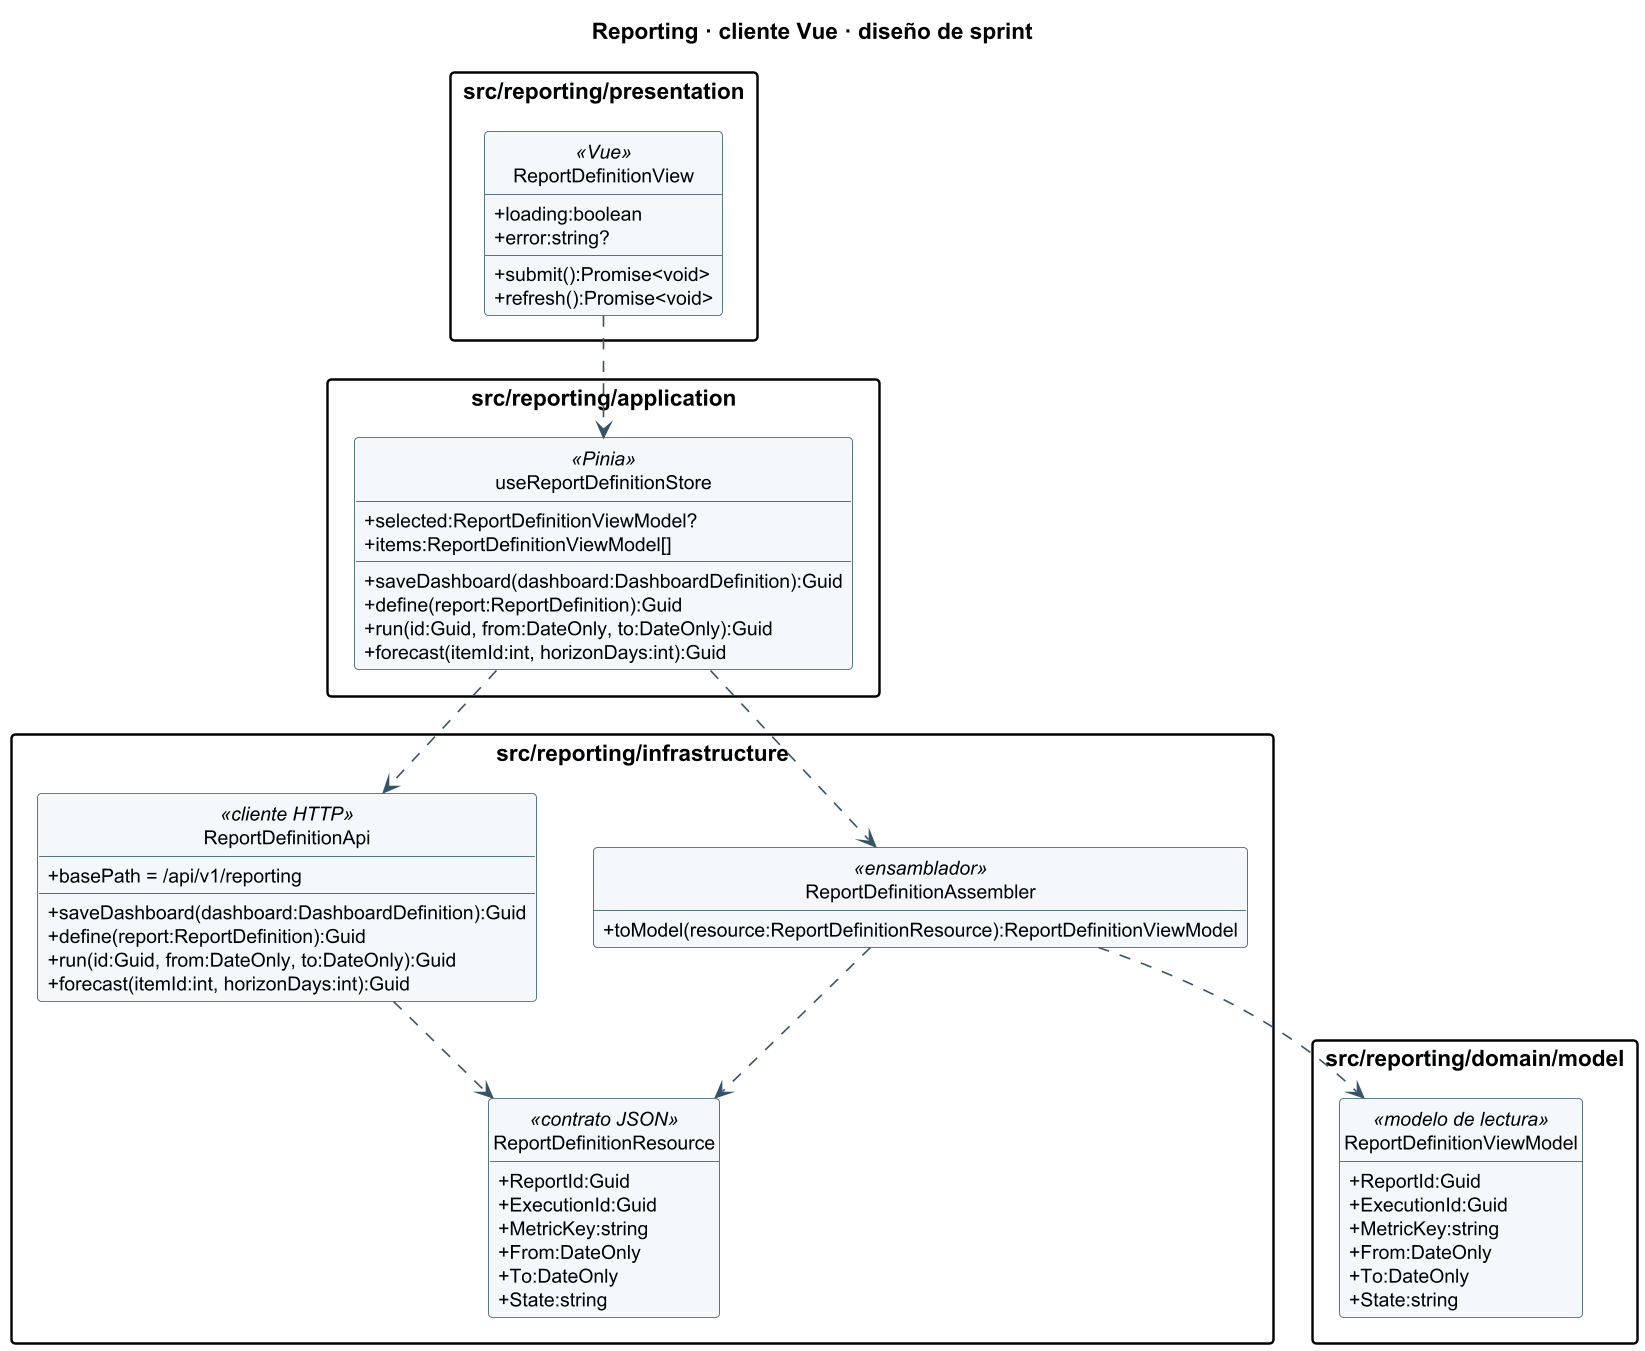 Reporting · cliente Vue · diseño de sprint
src/reporting/presentation
«Vue»
ReportDefinitionView
+loading:boolean
+error:string?
+submit():Promise<void>
+refresh():Promise<void>
src/reporting/application
«Pinia»
useReportDefinitionStore
+selected:ReportDefinitionViewModel?
+items:ReportDefinitionViewModel[]
+saveDashboard(dashboard:DashboardDefinition):Guid
+define(report:ReportDefinition):Guid
+run(id:Guid, from:DateOnly, to:DateOnly):Guid
+forecast(itemId:int, horizonDays:int):Guid
src/reporting/infrastructure
«cliente HTTP»
ReportDefinitionApi
+basePath = /api/v1/reporting
+saveDashboard(dashboard:DashboardDefinition):Guid
+define(report:ReportDefinition):Guid
+run(id:Guid, from:DateOnly, to:DateOnly):Guid
+forecast(itemId:int, horizonDays:int):Guid
«ensamblador»
ReportDefinitionAssembler
+toModel(resource:ReportDefinitionResource):ReportDefinitionViewModel
«contrato JSON»
ReportDefinitionResource
+ReportId:Guid
+ExecutionId:Guid
+MetricKey:string
+From:DateOnly
+To:DateOnly
+State:string
src/reporting/domain/model
«modelo de lectura»
ReportDefinitionViewModel
+ReportId:Guid
+ExecutionId:Guid
+MetricKey:string
+From:DateOnly
+To:DateOnly
+State:string